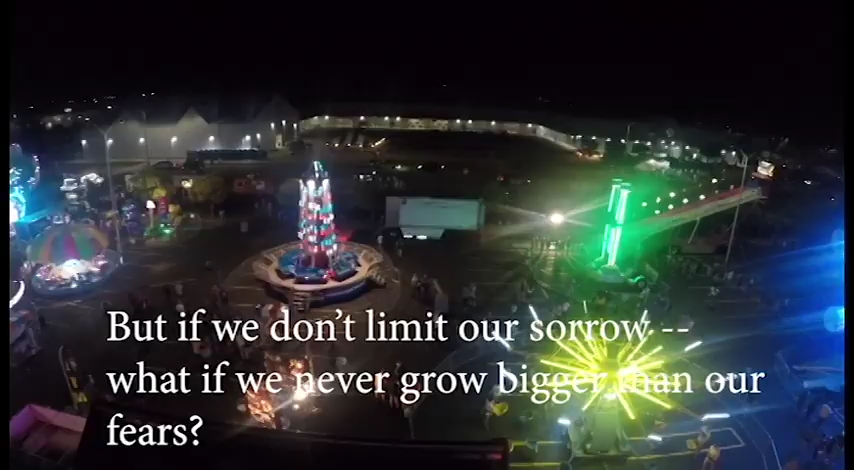 But if we don't limit our sorrow --
what if we never grow bigger than our
fears?